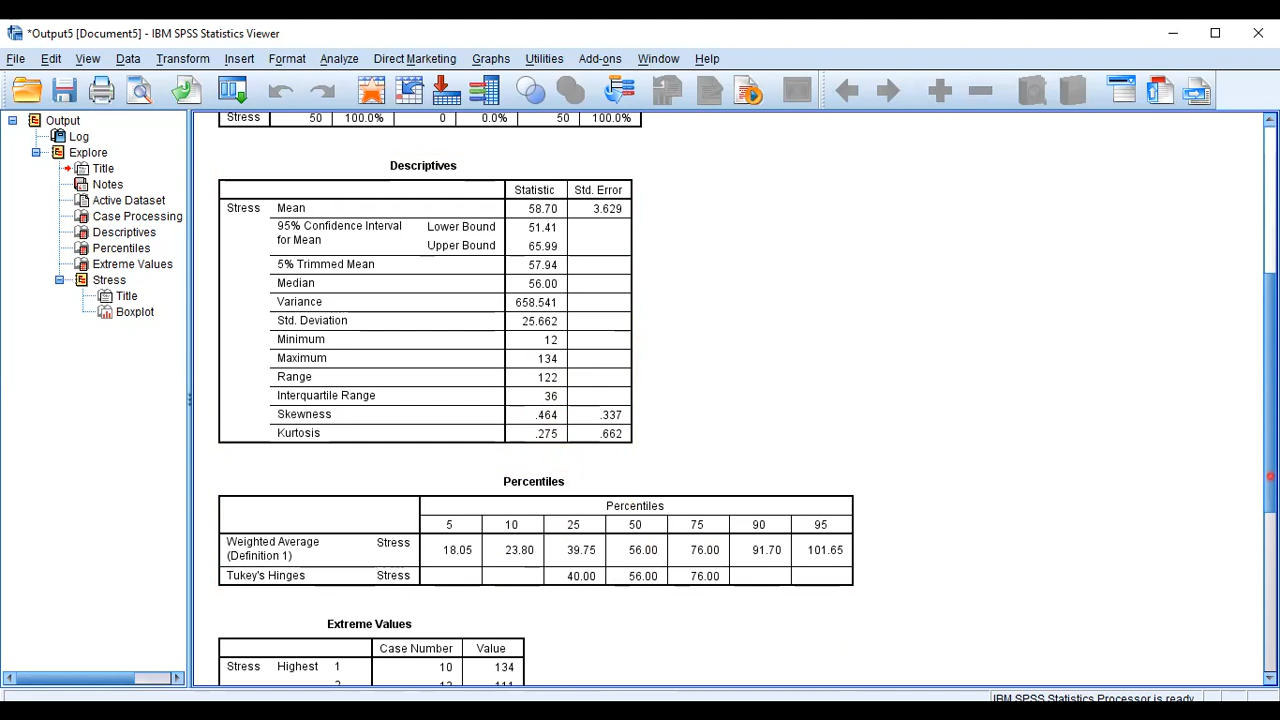 *Output5 [Document5] - IBM SPSS Statistics Viewer
File Edit View Data Transform Insert Format Analyze Direct Marketing Graphs Utilities Add-ons Window Help
Output
Log
Explore
Title
Notes
Active Dataset
Case Processing
Descriptives
Percentiles
Extreme Values
Stress
Title
Boxplot
Stress 50 100.0% 0 0.0% 50 100.0%
Descriptives
Statistic Std. Error
Stress Mean 58.70 3.629
95% Confidence Interval for Mean Lower Bound 51.41
Upper Bound 65.99
5% Trimmed Mean 57.94
Median 56.00
Variance 658.541
Std. Deviation 25.662
Minimum 12
Maximum 134
Range 122
Interquartile Range 36
Skewness .464 .337
Kurtosis .275 .662
Percentiles
Percentiles
5 10 25 50 75 90 95
Weighted Average (Definition 1) Stress 18.05 23.80 39.75 56.00 76.00 91.70 101.65
Tukey's Hinges Stress 40.00 56.00 76.00
Extreme Values
Case Number Value
Stress Highest 1 10 134
IBM SPSS Statistics Processor is ready